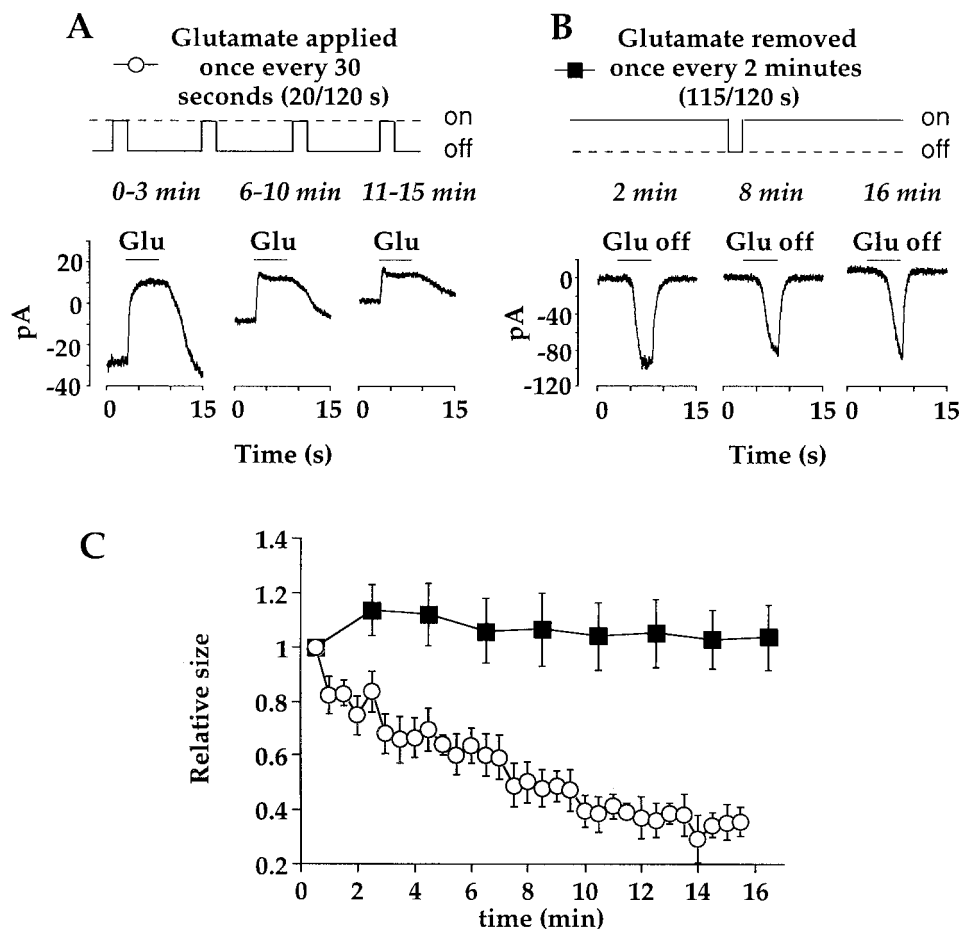 A
Glutamate applied
once every 30
seconds (20/120 s)
on
off
0-3 min 6-10 min 11-15 min
Glu Glu Glu
20
0
-20
-40
pA
0 15 0 15 0 15
Time (s)
B
Glutamate removed
once every 2 minutes
(115/120 s)
on
off
2 min 8 min 16 min
Glu off Glu off Glu off
0
-40
-80
-120
pA
0 15 0 15 0 15
Time (s)
C
1.4
1.2
1
0.8
0.6
0.4
0.2
Relative size
0 2 4 6 8 10 12 14 16
time (min)